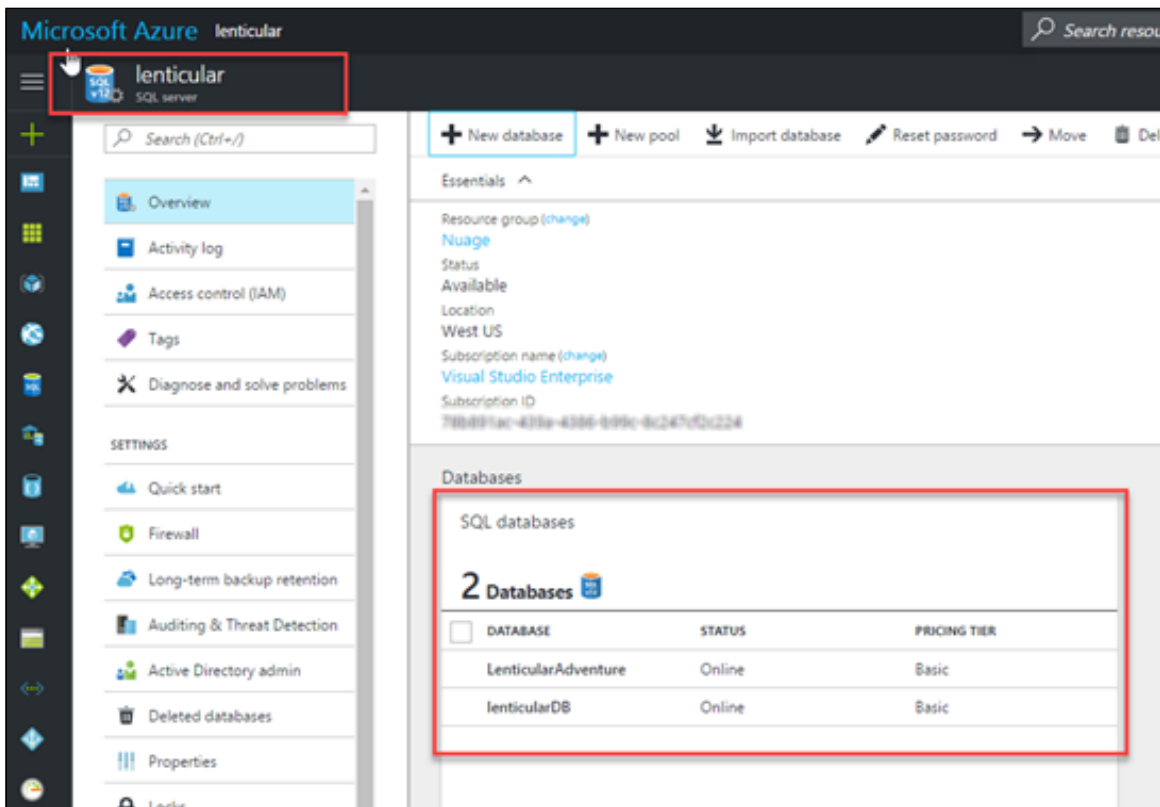 Microsoft Azure lenticular
Search resou
lenticular
SQL server
Search (Ctrl+/)
New database
New pool
Import database
Reset password
Move
Del
Essentials
Overview
Activity log
Access control (IAM)
Tags
Diagnose and solve problems
SETTINGS
Quick start
Firewall
Long-term backup retention
Auditing & Threat Detection
Active Directory admin
Deleted databases
Properties
Locks
Resource group (change)
Nuage
Status
Available
Location
West US
Subscription name (change)
Visual Studio Enterprise
Subscription ID
Databases
SQL databases
2 Databases
DATABASE STATUS PRICING TIER
LenticularAdventure Online Basic
lenticularDB Online Basic